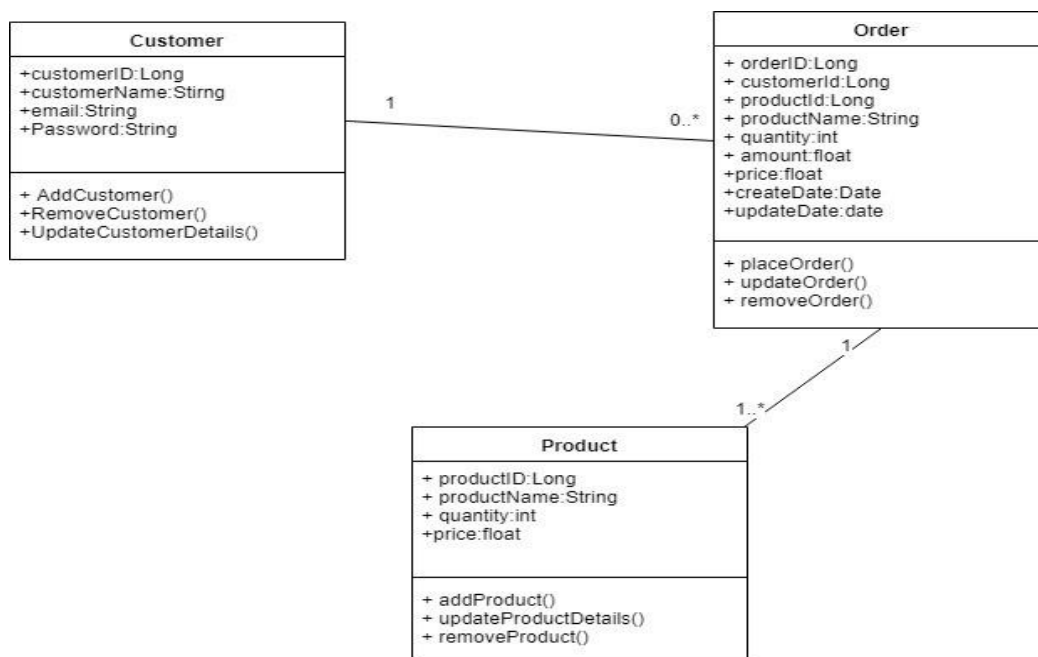 Customer
+customerID:Long
+customerName:Stirng
+email:String
+Password:String
+ AddCustomer()
+RemoveCustomer()
+UpdateCustomerDetails()
1
0..*
Order
+ orderID:Long
+ customerId:Long
+ productId:Long
+ productName:String
+ quantity:int
+ amount:float
+price:float
+createDate:Date
+updateDate:date
+ placeOrder()
+ updateOrder()
+ removeOrder()
1
1..*
Product
+ productID:Long
+ productName:String
+ quantity:int
+price:float
+ addProduct()
+ updateProductDetails()
+ removeProduct()